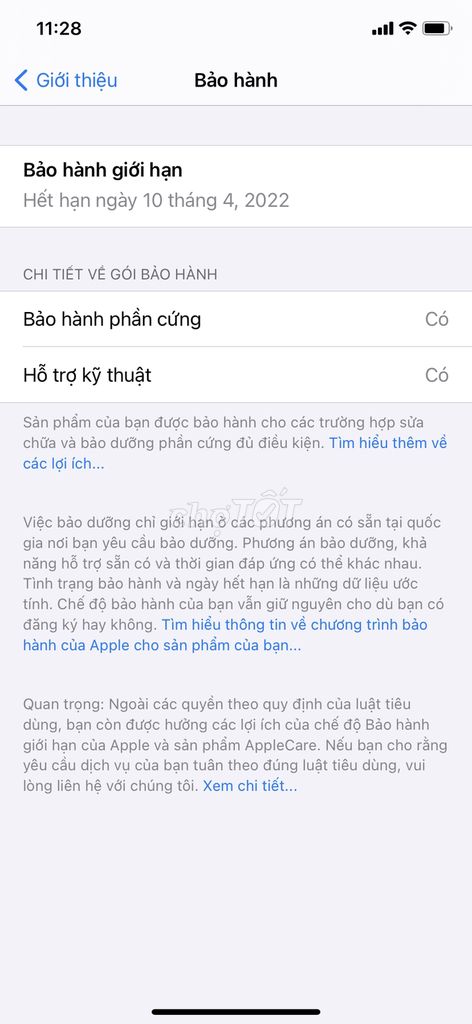 11:28
Giới thiệu
Bảo hành
Bảo hành giới hạn
Hết hạn ngày 10 tháng 4, 2022
CHI TIẾT VỀ GÓI BẢO HÀNH
Bảo hành phần cứng
Có
Hỗ trợ kỹ thuật
Có
Sản phẩm của bạn được bảo hành cho các trường hợp sửa
chữa và bảo dưỡng phần cứng đủ điều kiện. Tìm hiểu thêm về
các lợi ích...
chợTỐT
Việc bảo dưỡng chỉ giới hạn ở các phương án có sẵn tại quốc
gia nơi bạn yêu cầu bảo dưỡng. Phương án bảo dưỡng, khả
năng hỗ trợ sẵn có và thời gian đáp ứng có thể khác nhau.
Tình trạng bảo hành và ngày hết hạn là những dữ liệu ước
tính. Chế độ bảo hành của bạn vẫn giữ nguyên cho dù bạn có
đăng ký hay không. Tìm hiểu thông tin về chương trình bảo
hành của Apple cho sản phẩm của bạn...
Quan trọng: Ngoài các quyền theo quy định của luật tiêu
dùng, bạn còn được hưởng các lợi ích của chế độ Bảo hành
giới hạn của Apple và sản phẩm AppleCare. Nếu bạn cho rằng
yêu cầu dịch vụ của bạn tuân theo đúng luật tiêu dùng, vui
lòng liên hệ với chúng tôi. Xem chi tiết...